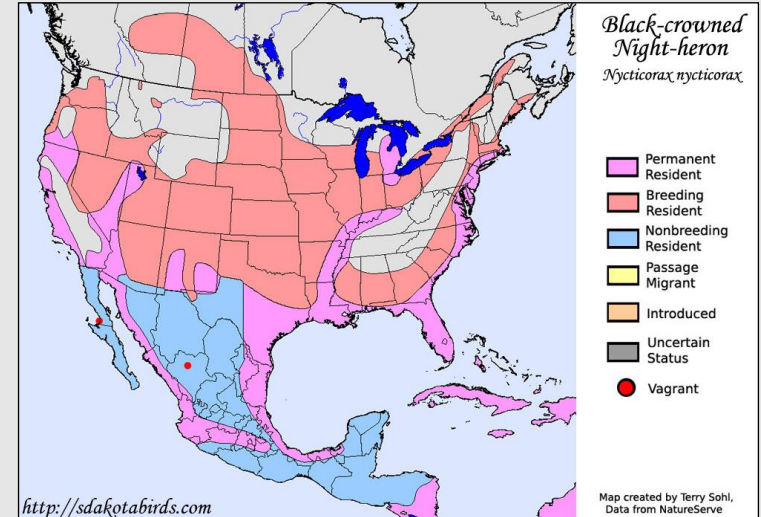 Black-crowned
Night-heron
Nycticorax nycticorax
Permanent
Resident
Breeding
Resident
Nonbreeding
Resident
Passage
Migrant
Introduced
Uncertain
Status
Vagrant
Map created by Terry Sohl,
Data from NatureServe
http://sdakotabirds.com